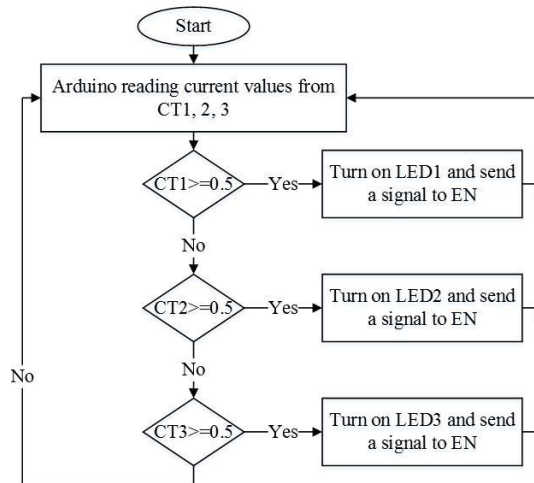 Start
Arduino reading current values from
CT1, 2, 3
CT1>=0.5
Yes
Turn on LED1 and send
a signal to EN
No
CT2>=0.5
Yes
Turn on LED2 and send
a signal to EN
No
No
CT3>=0.5
Yes
Turn on LED3 and send
a signal to EN